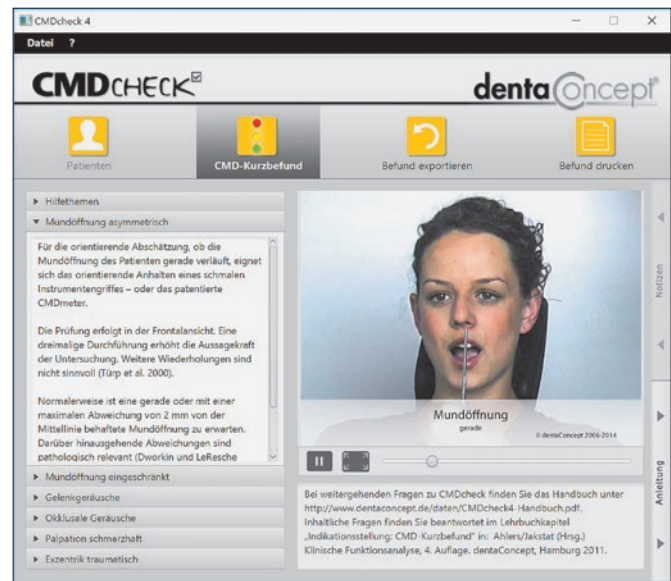 CMDcheck 4
Datei ?
CMDCHECK
dentaConcept®
Patienten
CMD-Kurzbefund
Befund exportieren
Befund drucken
Hilfethemen
Mundöffnung asymmetrisch
Für die orientierende Abschätzung, ob die
Mundöffnung des Patienten gerade verläuft, eignet
sich das orientierende Anhalten eines schmalen
Instrumentengriffes – oder das patentierte
CMDmeter.
Die Prüfung erfolgt in der Frontalansicht. Eine
dreimalige Durchführung erhöht die Aussagekraft
der Untersuchung. Weitere Wiederholungen sind
nicht sinnvoll (Türp et al. 2000).
Normalerweise ist eine gerade oder mit einer
maximalen Abweichung von 2 mm von der
Mittellinie behaftete Mundöffnung zu erwarten.
Darüber hinausgehende Abweichungen sind
pathologisch relevant (Dworkin und LeResche
Mundöffnung eingeschränkt
Gelenkgeräusche
Okklusale Geräusche
Palpation schmerzhaft
Exzentrik traumatisch
Mundöffnung
gerade
© dentaConcept 2006-2014
Bei weitergehenden Fragen zu CMDcheck finden Sie das Handbuch unter
http://www.dentaconcept.de/daten/CMDcheck4-Handbuch.pdf.
Inhaltliche Fragen finden Sie beantwortet im Lehrbuchkapitel
„Indikationsstellung: CMD-Kurzbefund" in: Ahlers/Jakstat (Hrsg.)
Klinische Funktionsanalyse, 4. Auflage. dentaConcept, Hamburg 2011.
Notizen
Anleitung